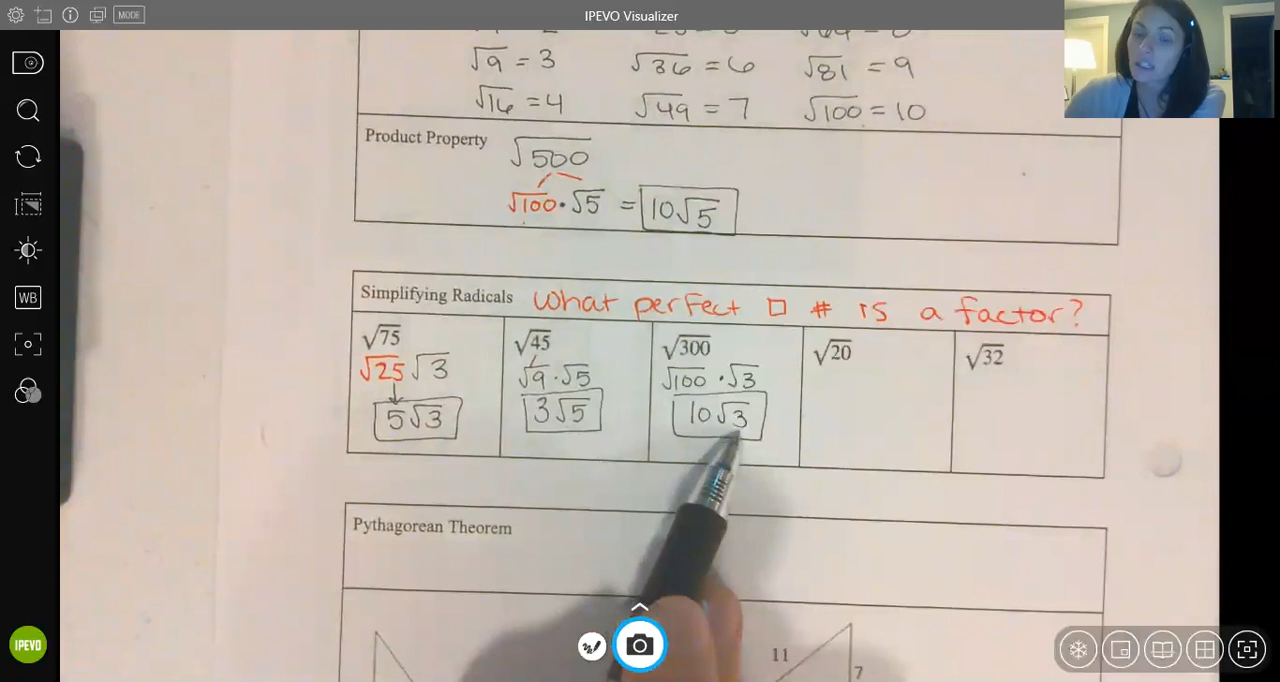 IPEVO Visualizer
MODE
√9 = 3 √36 = 6 √81 = 9
√16 = 4 √49 = 7 √100 = 10
Product Property √500
√100 · √5 = 10√5
Simplifying Radicals What perfect □ # is a factor?
√75 √45 √300 √20 √32
√25 √3 √9 · √5 √100 · √3
5√3 3√5 10√3
Pythagorean Theorem
11
7
WB
IPEVO